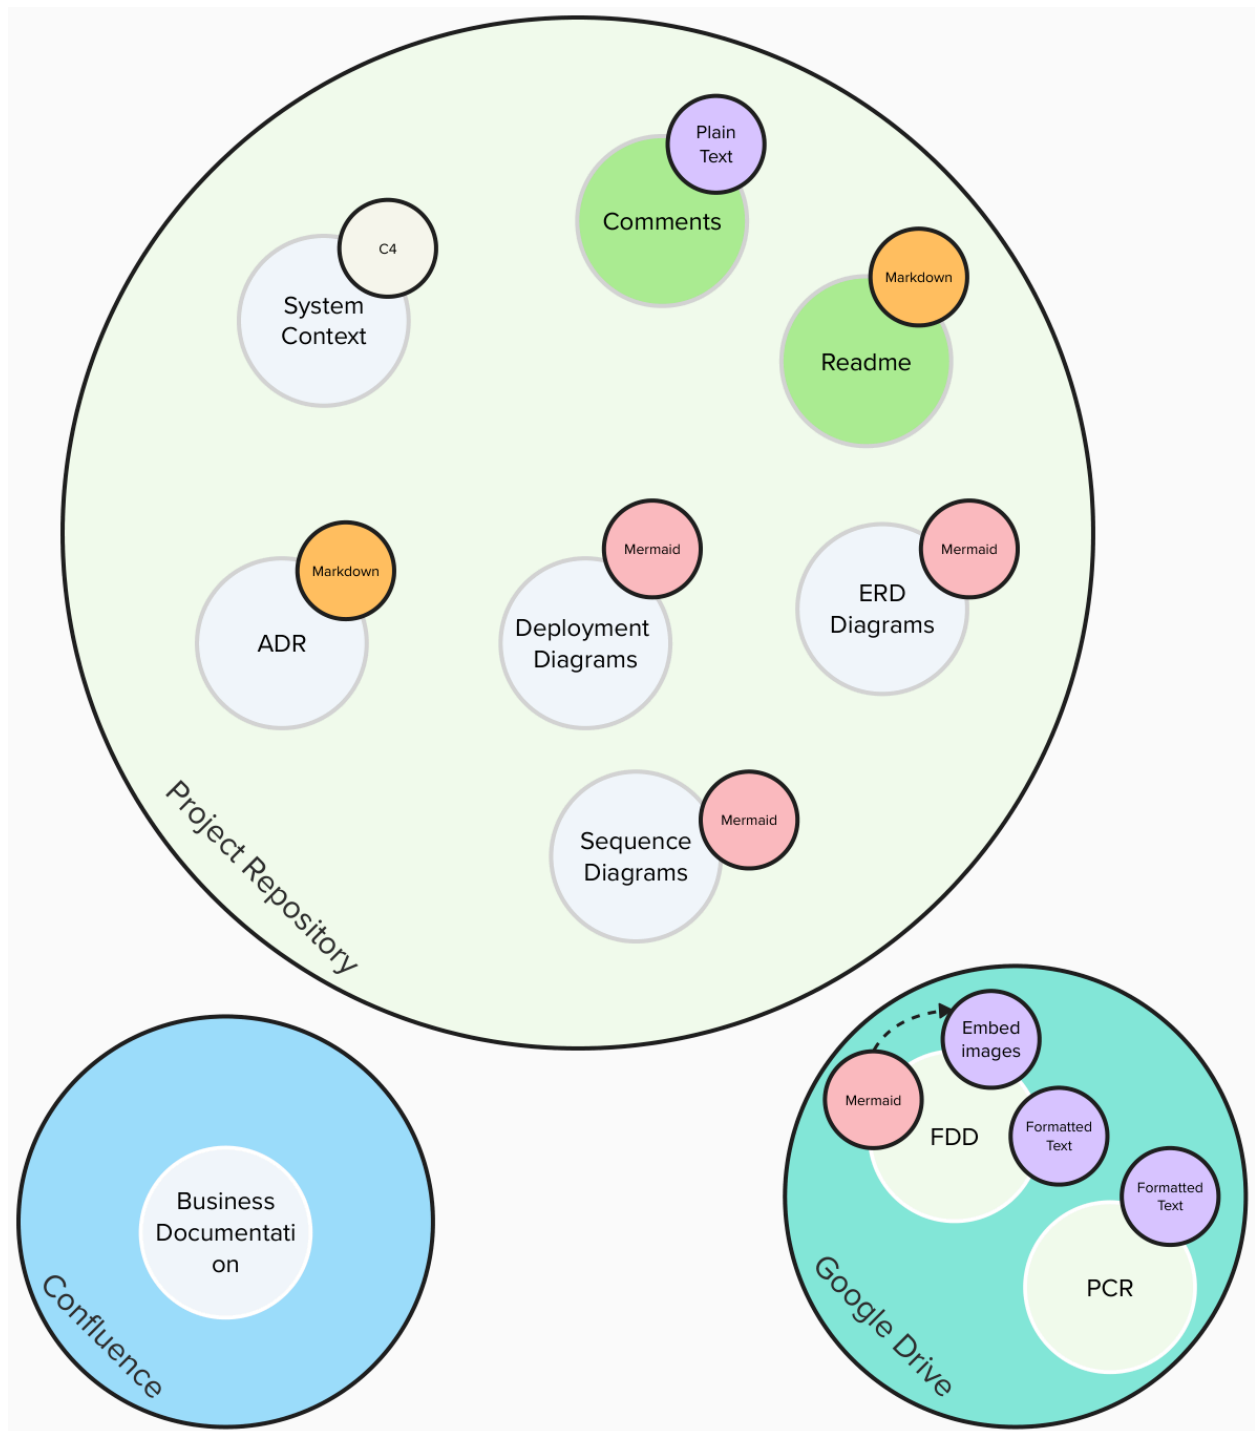 Plain
Text
Comments
C4
System
Context
Markdown
Readme
Markdown
ADR
Mermaid
Deployment
Diagrams
Mermaid
ERD
Diagrams
Mermaid
Sequence
Diagrams
Project Repository
Business
Documentati
on
Confluence
Embed
images
Mermaid
FDD
Formatted
Text
Formatted
Text
PCR
Google Drive